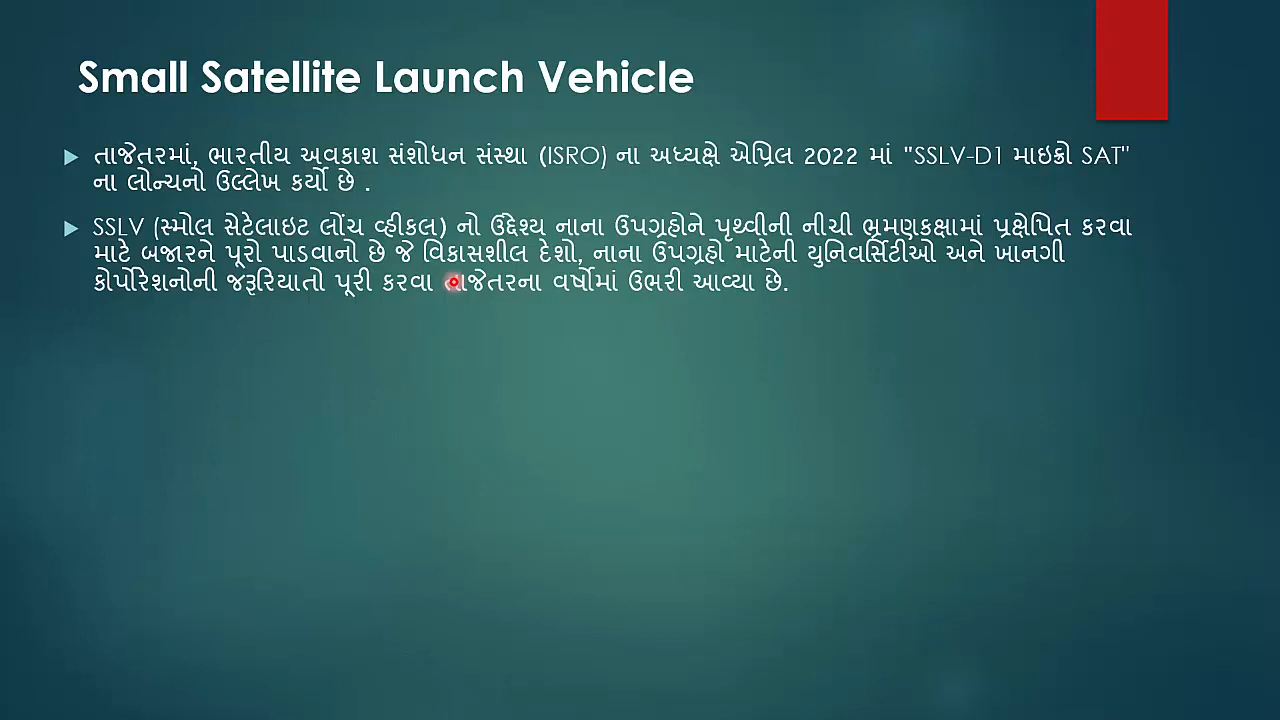 Small Satellite Launch Vehicle
તાજેતરમાં, ભારતીય અવકાશ સંશોધન સંસ્થા (ISRO) ના અધ્યક્ષે એપ્રિલ 2022 માં "SSLV-D1 માઇક્રો SAT"
ના લોન્ચનો ઉલ્લેખ કર્યો છે .
SSLV (સ્મોલ સેટેલાઇટ લોંચ વ્હીકલ) નો ઉદ્દેશ્ય નાના ઉપગ્રહોને પૃથ્વીની નીચી ભ્રમણકક્ષામાં પ્રક્ષેપિત કરવા
માટે બજારને પૂરો પાડવાનો છે જે વિકાસશીલ દેશો, નાના ઉપગ્રહો માટેની યુનિવર્સિટીઓ અને ખાનગી
કોર્પોરેશનોની જરૂરિયાતો પૂરી કરવા તાજેતરના વર્ષોમાં ઉભરી આવ્યા છે.